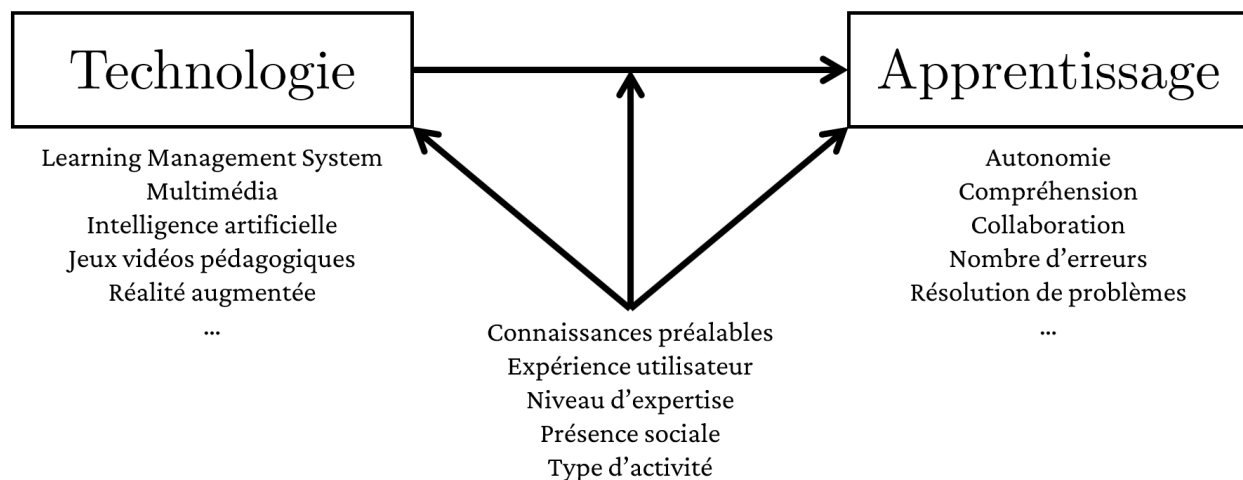 Technologie
Apprentissage
Learning Management System
Multimédia
Intelligence artificielle
Jeux vidéos pédagogiques
Réalité augmentée
...
Autonomie
Compréhension
Collaboration
Nombre d’erreurs
Résolution de problèmes
...
Connaissances préalables
Expérience utilisateur
Niveau d’expertise
Présence sociale
Type d’activité